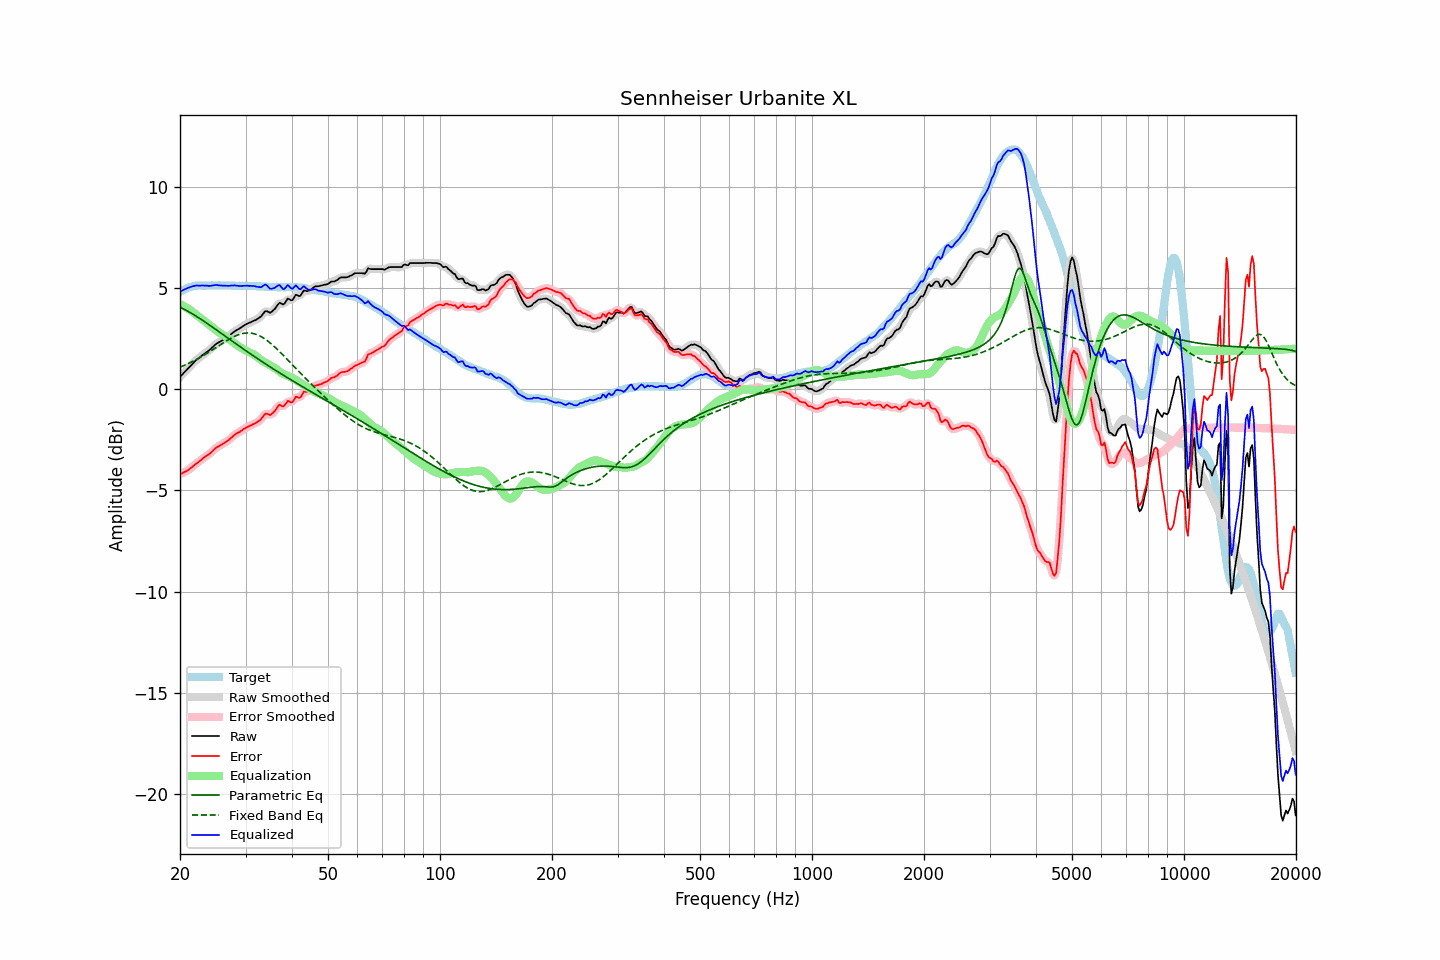 Sennheiser Urbanite XL
Amplitude (dBr)
10
5
0
−5
−10
−15
−20
Target
Raw Smoothed
Error Smoothed
Raw
Error
Equalization
Parametric Eq
Fixed Band Eq
Equalized
20 50 100 200 500 1000 2000 5000 10000 20000
Frequency (Hz)